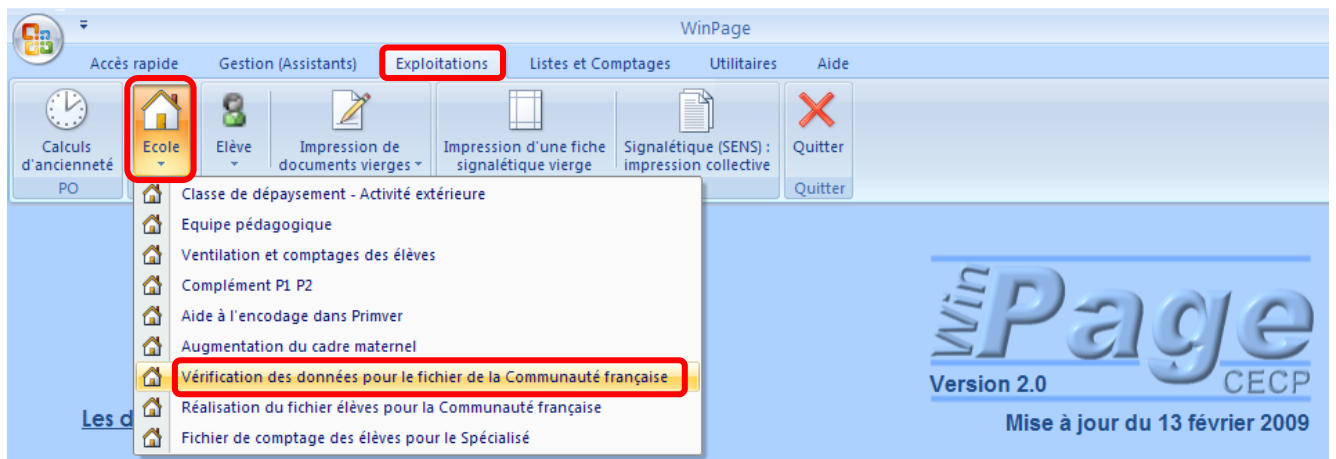 WinPage
Accès rapide Gestion (Assistants) Exploitations Listes et Comptages Utilitaires Aide
Calculs d'ancienneté
Ecole
Elève
Impression de documents vierges
Impression d'une fiche signalétique vierge
Signalétique (SENS) : impression collective
Quitter
PO
Quitter
Classe de dépaysement - Activité extérieure
Equipe pédagogique
Ventilation et comptages des élèves
Complément P1 P2
Aide à l'encodage dans Primver
Augmentation du cadre maternel
Vérification des données pour le fichier de la Communauté française
Réalisation du fichier élèves pour la Communauté française
Fichier de comptage des élèves pour le Spécialisé
Les d
Win Page
Version 2.0 CECP
Mise à jour du 13 février 2009